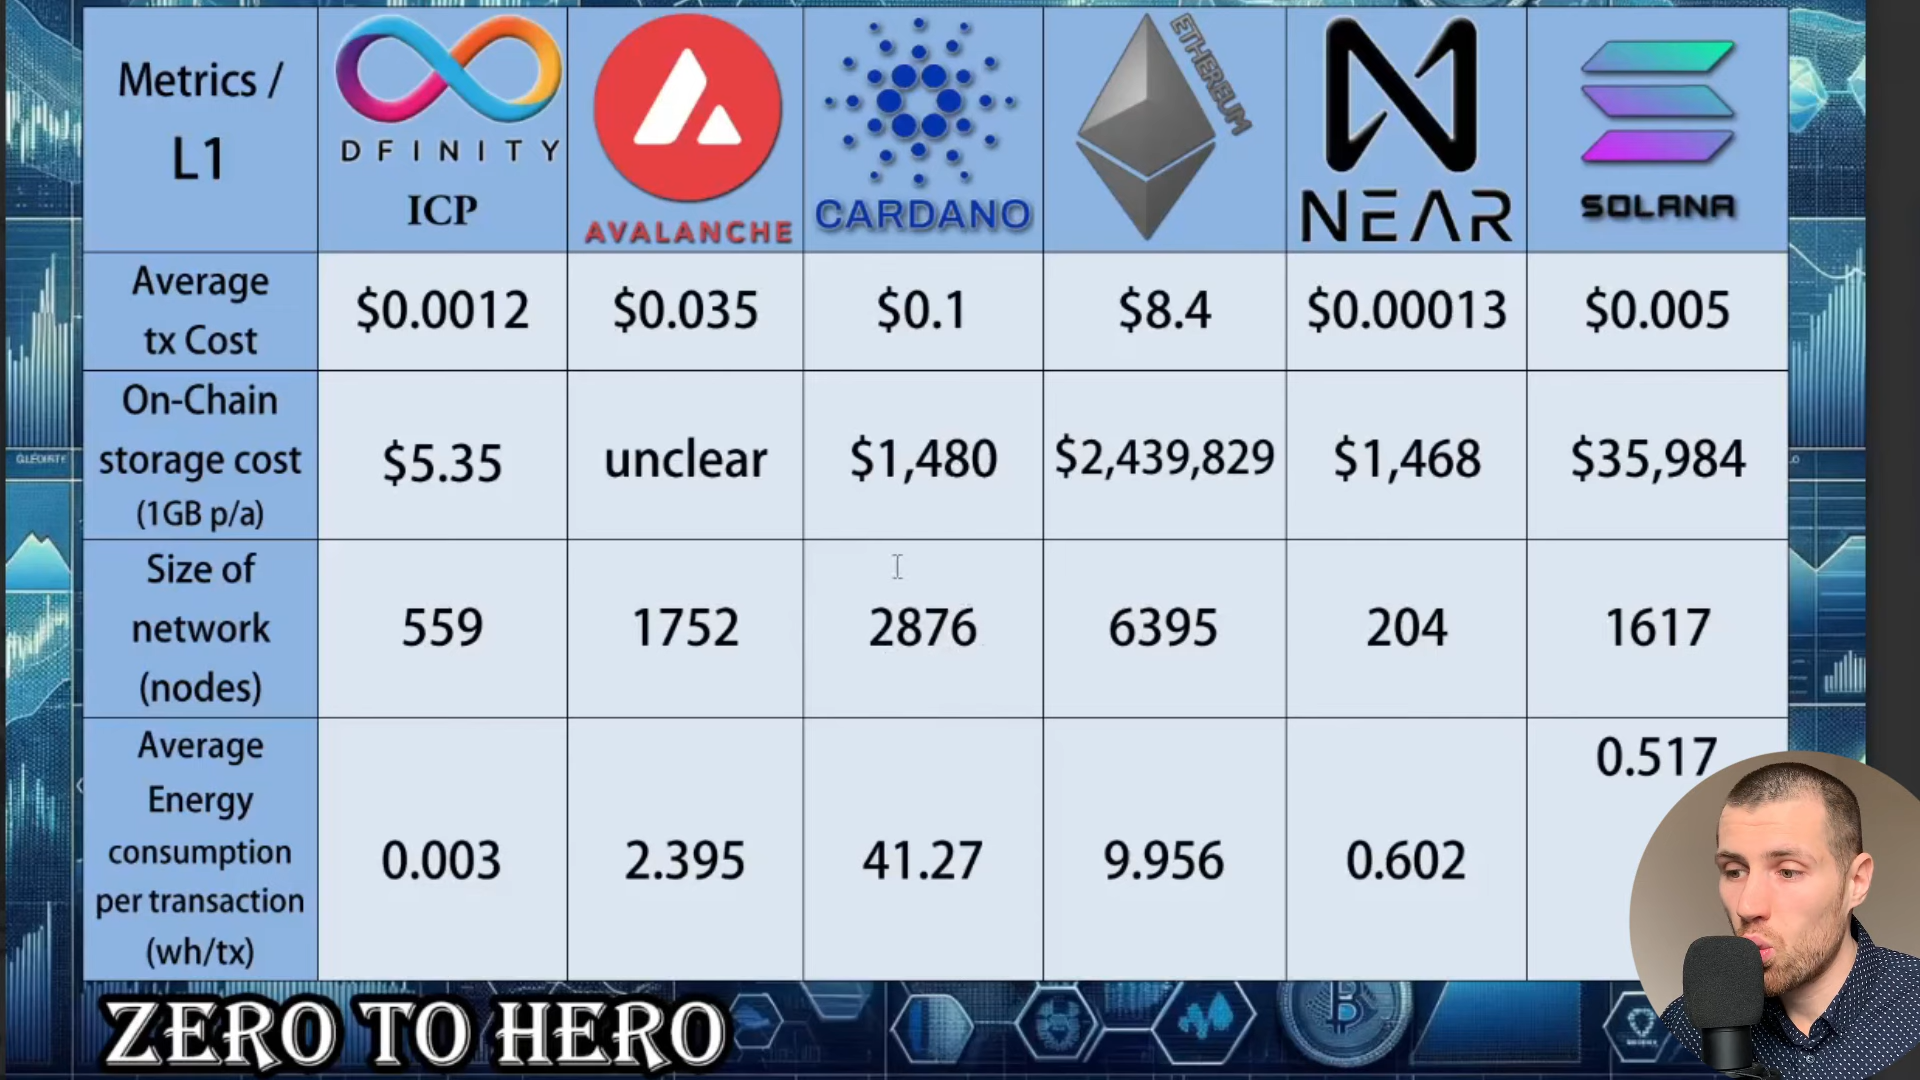 Metrics /
L1
DFINITY
ICP
AVALANCHE
CARDANO
ETHEREUM
NEAR
SOLANA
Average
tx Cost
$0.0012
$0.035
$0.1
$8.4
$0.00013
$0.005
On-Chain
storage cost
(1GB p/a)
$5.35
unclear
$1,480
$2,439,829
$1,468
$35,984
Size of
network
(nodes)
559
1752
2876
6395
204
1617
Average
Energy
consumption
per transaction
(wh/tx)
0.003
2.395
41.27
9.956
0.602
0.517
ZERO TO HERO